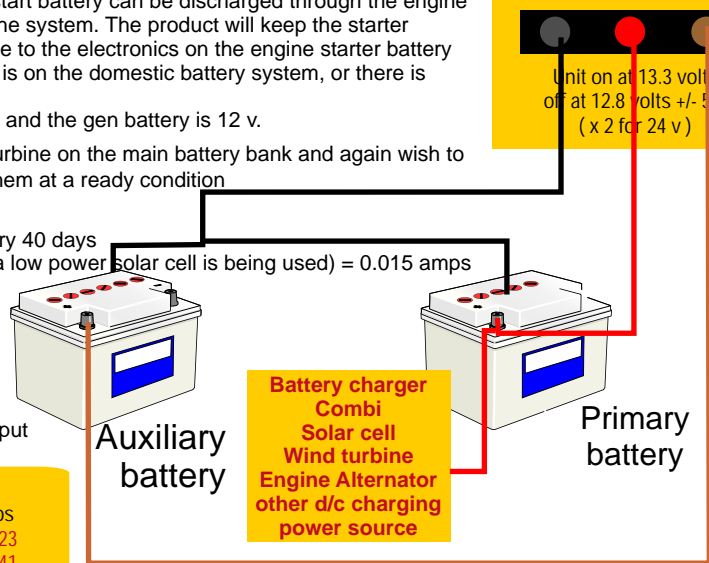 start battery can be discharged through the engine
ne system. The product will keep the starter
e to the electronics on the engine starter battery
is on the domestic battery system, or there is
and the gen battery is 12 v.
urbine on the main battery bank and again wish to
hem at a ready condition
ry 40 days
a low power solar cell is being used) = 0.015 amps
Unit on at 13.3 volt
off at 12.8 volts +/- 5
( x 2 for 24 v )
put
Auxiliary
battery
Battery charger
Combi
Solar cell
Wind turbine
Engine Alternator
other d/c charging
power source
Primary
battery
ps
23
41